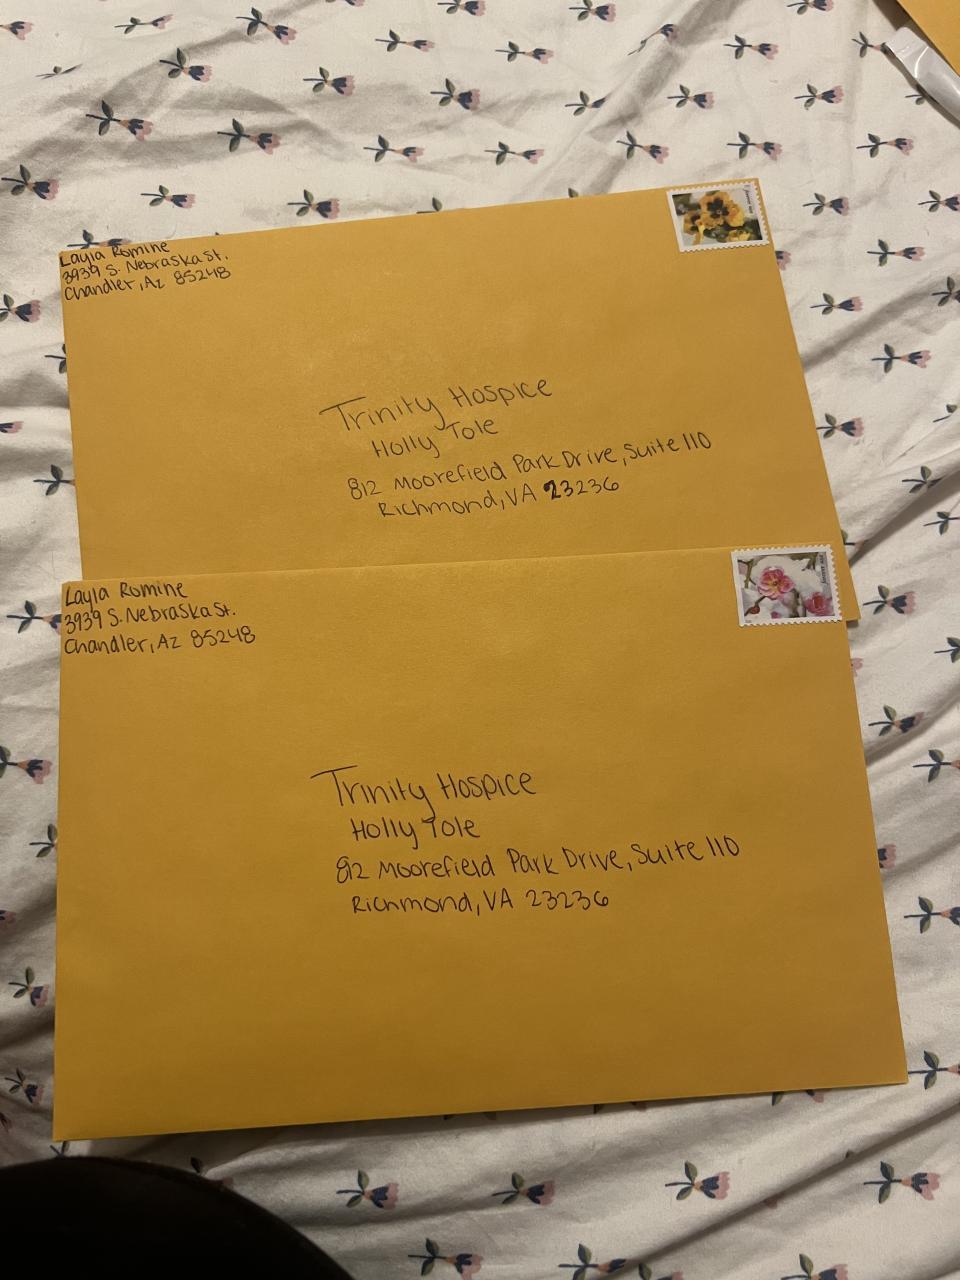 Layla Romine
3939 S. Nebraska St.
Chandler, Az 85248
Trinity Hospice
Holly Tole
812 Moorefield Park Drive, Suite 110
Richmond, VA 23236
Layla Romine
3939 S. Nebraska St.
Chandler, Az 85248
Trinity Hospice
Holly Tole
812 Moorefield Park Drive, Suite 110
Richmond, VA 23236